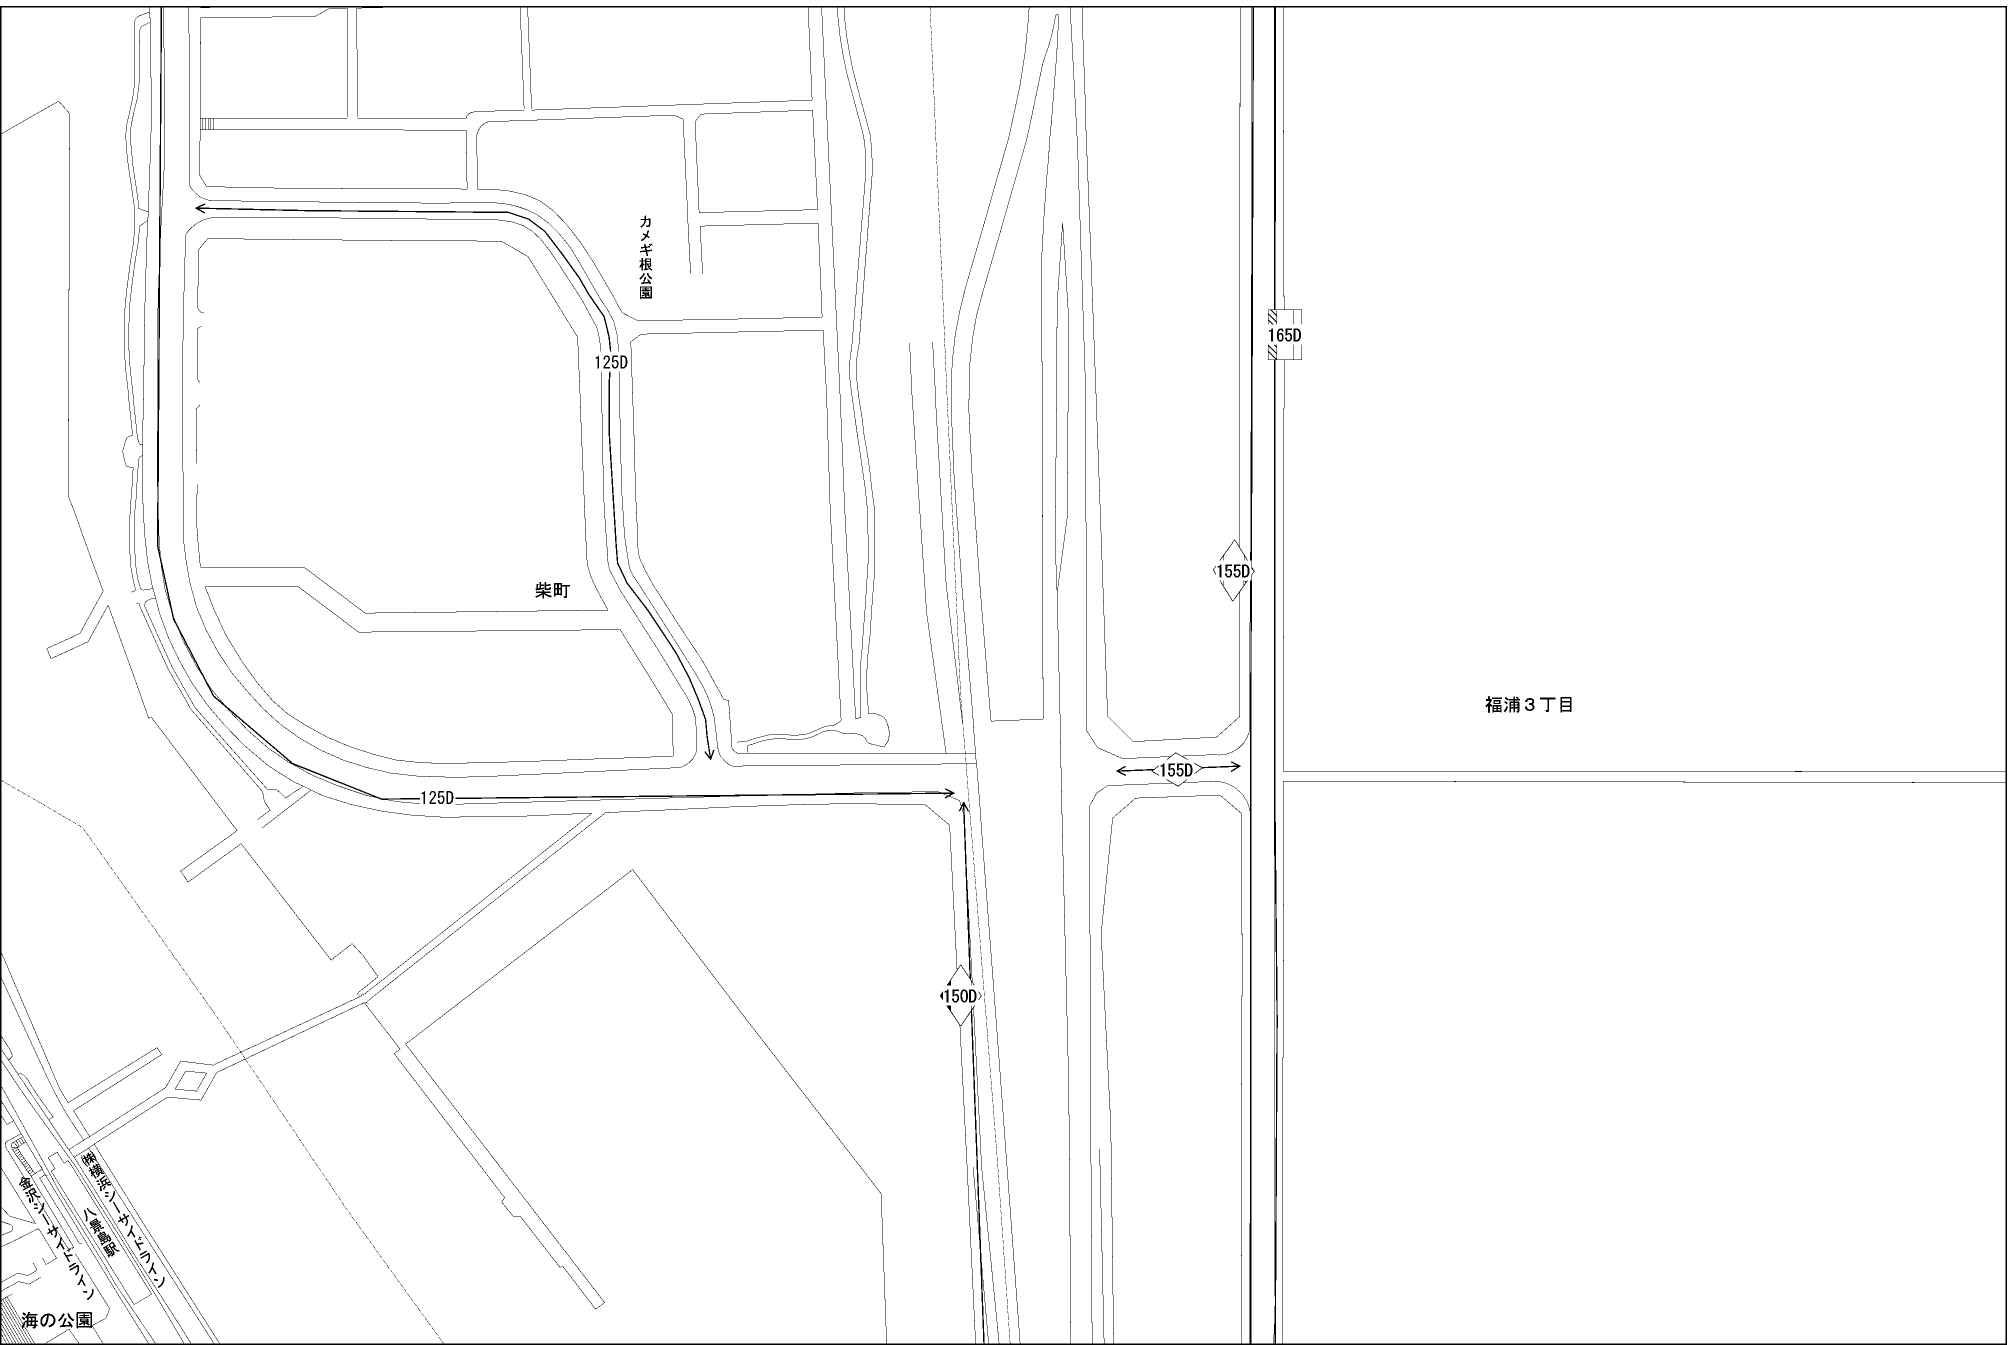 カメギ根公園
165D
125D
155D
柴町
福浦３丁目
155D
125D
150D
㈱横浜シーサイドライン
金沢シーサイドライン
八景島駅
海の公園